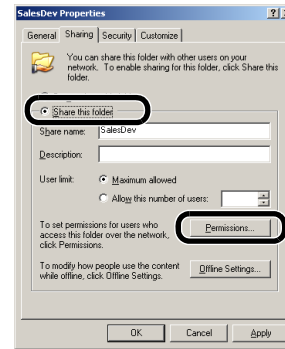 SalesDev Properties
General Sharing Security Customize
You can share this folder with other users on your
network. To enable sharing for this folder, click Share this
folder.
Share this folder
Share name: SalesDev
Description:
User limit: Maximum allowed
Allow this number of users:
To set permissions for users who
access this folder over the network,
click Permissions.
Permissions...
To modify how people use the content
while offline, click Offline Settings.
Offline Settings...
OK Cancel Apply